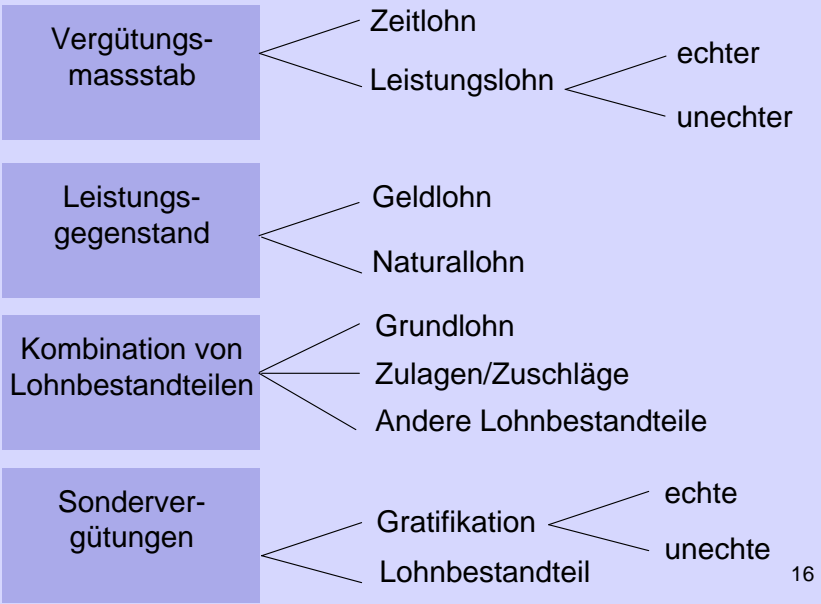 Vergütungs-
massstab
Zeitlohn
Leistungslohn
echter
unechter
Leistungs-
gegenstand
Geldlohn
Naturallohn
Kombination von
Lohnbestandteilen
Grundlohn
Zulagen/Zuschläge
Andere Lohnbestandteile
Sonderver-
gütungen
Gratifikation
echte
unechte
Lohnbestandteil
16